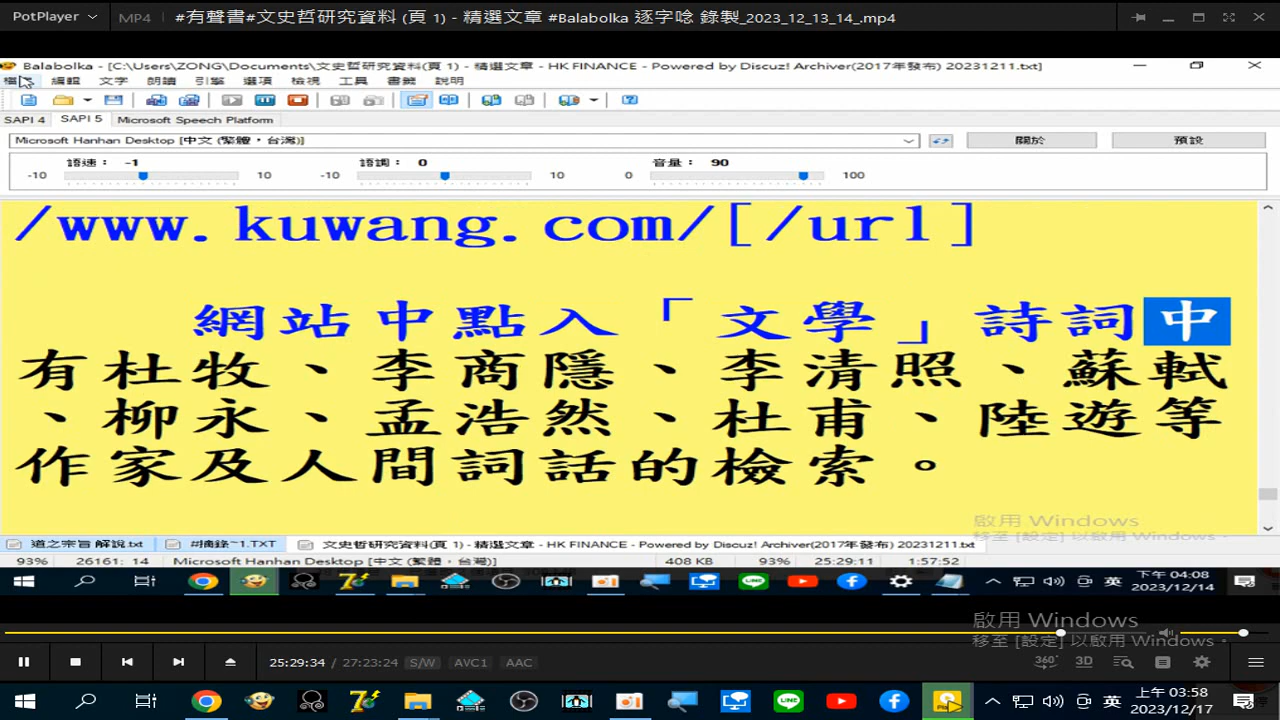 PotPlayer MP4 #有聲書#文史哲研究資料 (頁 1) - 精選文章 #Balabolka 逐字唸 錄製_2023_12_13_14_.mp4
Balabolka - [C:\Users\ZONG\Documents\文史哲研究資料(頁 1) - 精選文章 - HK FINANCE - Powered by Discuz! Archiver(2017年發布) 20231211.txt]
檔案 編輯 文字 朗讀 引擎 選項 檢視 工具 書籤 說明
SAPI 4 SAPI 5 Microsoft Speech Platform
Microsoft Hanhan Desktop [中文 (繁體，台灣)] 關於 預設
語速： -1 語調： 0 音量： 90
-10 10 -10 10 0 100
/www.kuwang.com/[/url]
網站中點入「文學」詩詞中
有杜牧、李商隱、李清照、蘇軾
、柳永、孟浩然、杜甫、陸遊等
作家及人間詞話的檢索。
啟用 Windows
移至 [設定] 以啟用 Windows。
道之宗旨 解說.txt #摘錄~1.TXT 文史哲研究資料(頁 1) - 精選文章 - HK FINANCE - Powered by Discuz! Archiver(2017年發布) 20231211.txt
93% 26161: 14 Microsoft Hanhan Desktop [中文 (繁體，台灣)] 408 KB 93% 25:29:11 1:57:52
英 下午 04:08
2023/12/14
啟用 Windows
移至 [設定] 以啟用 Windows。
25:29:34 / 27:23:24 S/W AVC1 AAC 360° 3D
英 上午 03:58
2023/12/17